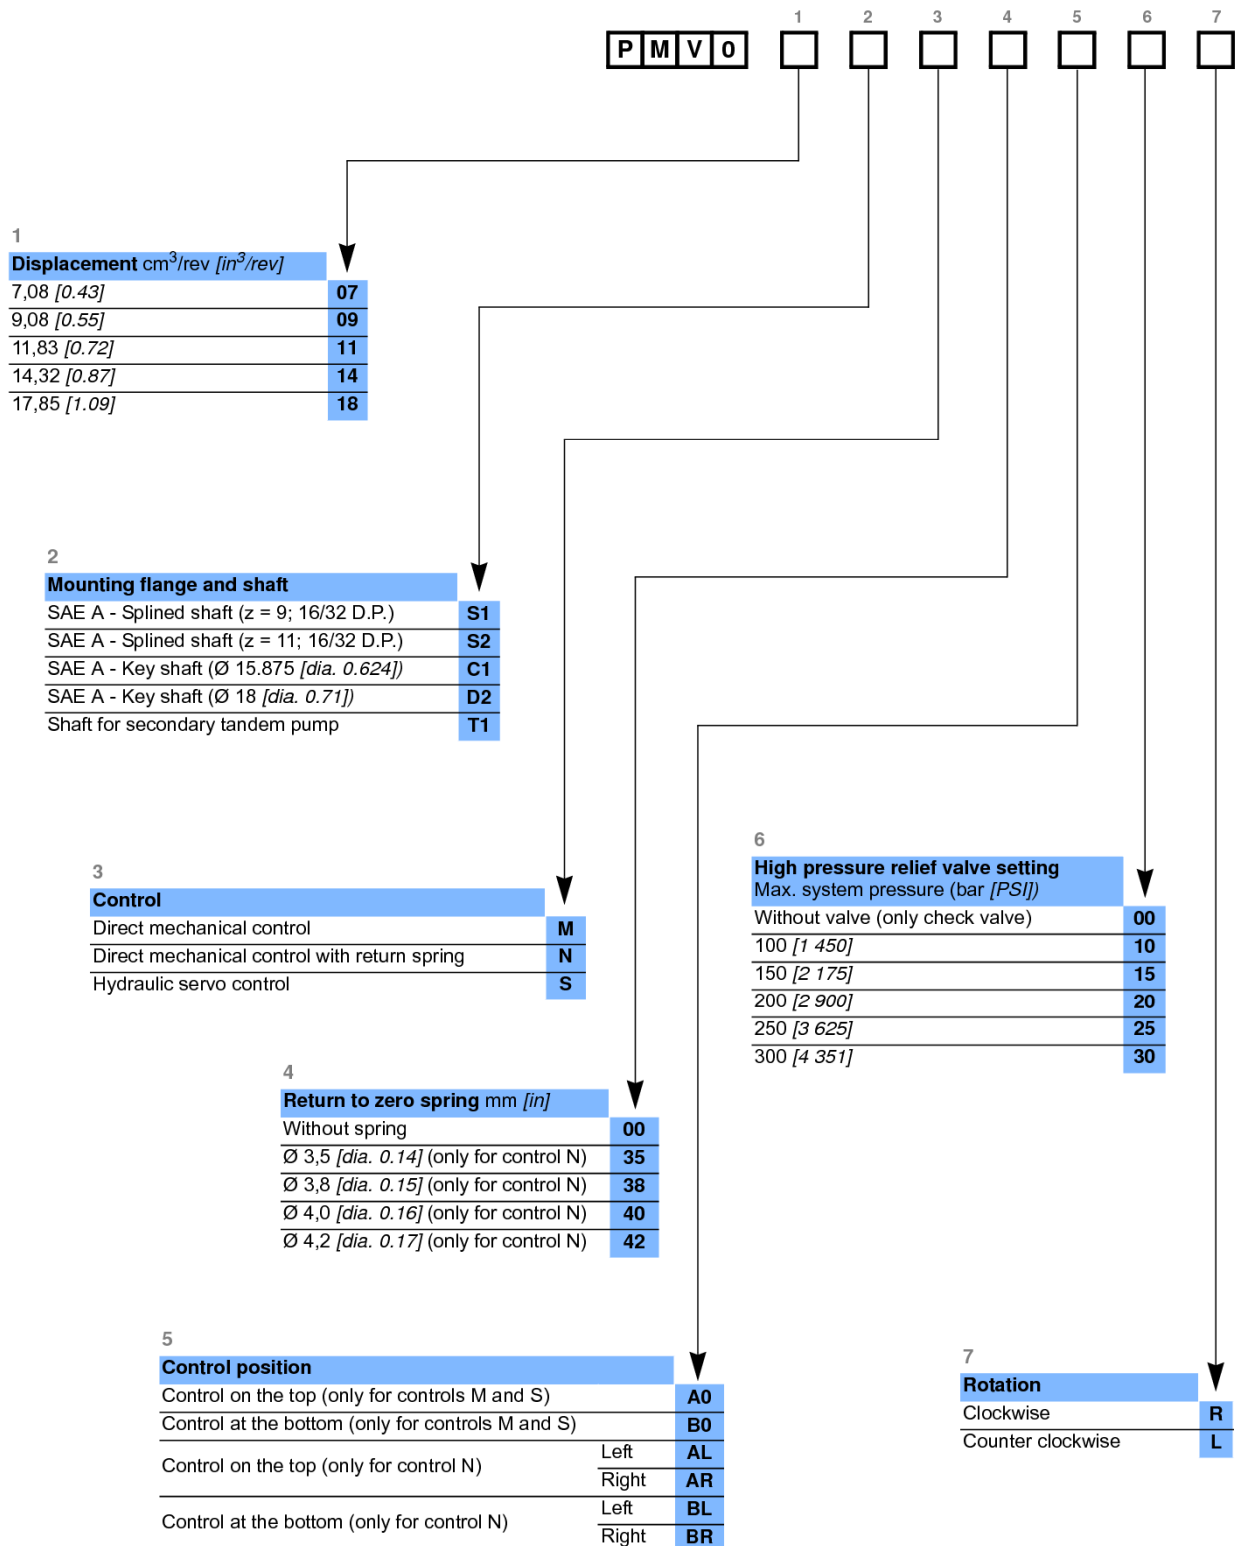 1 2 3 4 5 6 7
P M V 0
1
Displacement cm³/rev [in³/rev]
7,08 [0.43] 07
9,08 [0.55] 09
11,83 [0.72] 11
14,32 [0.87] 14
17,85 [1.09] 18
2
Mounting flange and shaft
SAE A - Splined shaft (z = 9; 16/32 D.P.) S1
SAE A - Splined shaft (z = 11; 16/32 D.P.) S2
SAE A - Key shaft (Ø 15.875 [dia. 0.624]) C1
SAE A - Key shaft (Ø 18 [dia. 0.71]) D2
Shaft for secondary tandem pump T1
3
Control
Direct mechanical control M
Direct mechanical control with return spring N
Hydraulic servo control S
6
High pressure relief valve setting
Max. system pressure (bar [PSI])
Without valve (only check valve) 00
100 [1 450] 10
150 [2 175] 15
200 [2 900] 20
250 [3 625] 25
300 [4 351] 30
4
Return to zero spring mm [in]
Without spring 00
Ø 3,5 [dia. 0.14] (only for control N) 35
Ø 3,8 [dia. 0.15] (only for control N) 38
Ø 4,0 [dia. 0.16] (only for control N) 40
Ø 4,2 [dia. 0.17] (only for control N) 42
5
Control position
Control on the top (only for controls M and S) A0
Control at the bottom (only for controls M and S) B0
Control on the top (only for control N) Left AL
Right AR
Control at the bottom (only for control N) Left BL
Right BR
7
Rotation
Clockwise R
Counter clockwise L